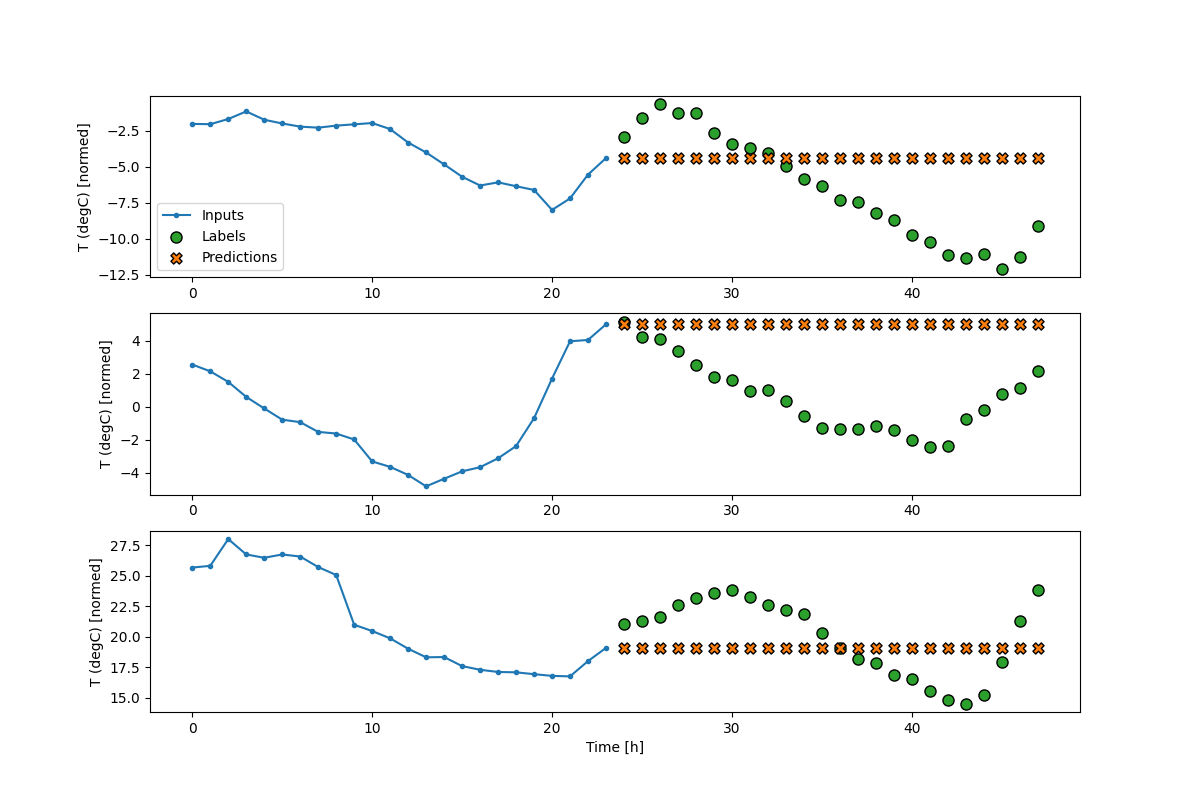 T (degC) [normed]
−2.5
−5.0
−7.5
−10.0
−12.5
Inputs
Labels
Predictions
0 10 20 30 40
T (degC) [normed]
4
2
0
−2
−4
0 10 20 30 40
T (degC) [normed]
27.5
25.0
22.5
20.0
17.5
15.0
0 10 20 30 40
Time [h]